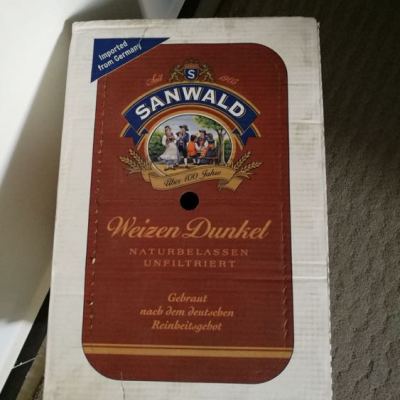 Imported
from Germany
S
Seit 1903
SANWALD
Über 100 Jahre
Weizen Dunkel
NATURBELASSEN
UNFILTRIERT
Gebraut
nach dem deutschen
Reinheitsgebot